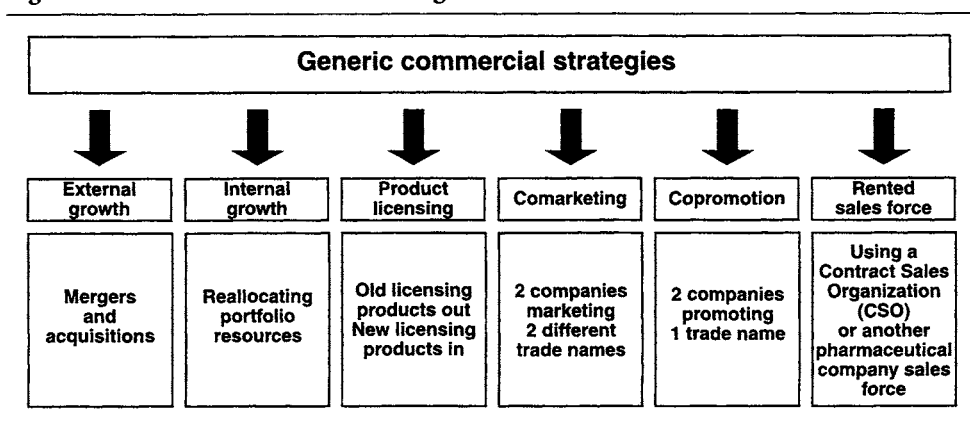 Generic commercial strategies
External
growth
Internal
growth
Product
licensing
Comarketing
Copromotion
Rented
sales force
Mergers
and
acquisitions
Reallocating
portfolio
resources
Old licensing
products out
New licensing
products in
2 companies
marketing
2 different
trade names
2 companies
promoting
1 trade name
Using a
Contract Sales
Organization
(CSO)
or another
pharmaceutical
company sales
force